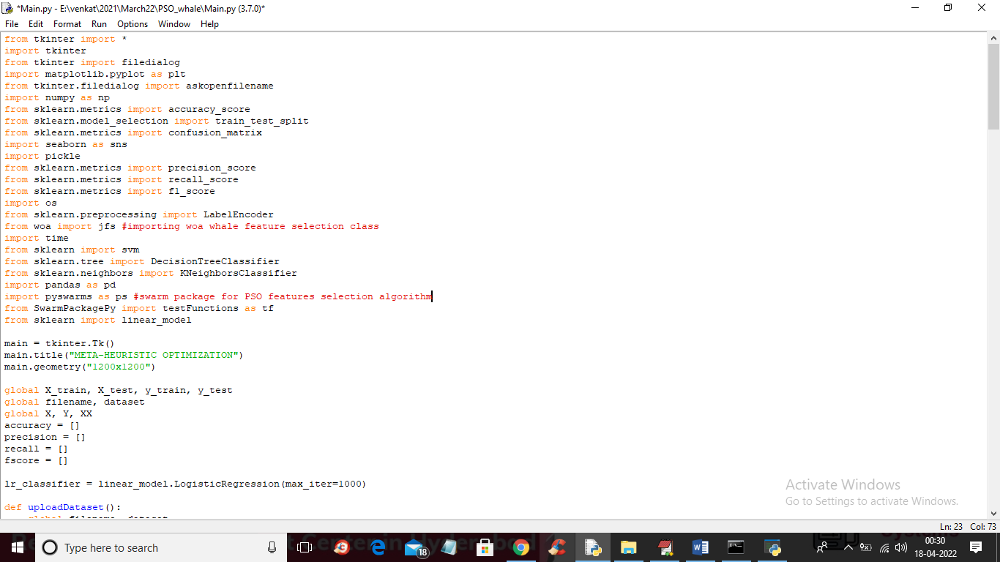 *Main.py - E:\venkat\2021\March22\PSO_whale\Main.py (3.7.0)*
File Edit Format Run Options Window Help
from tkinter import *
import tkinter
from tkinter import filedialog
import matplotlib.pyplot as plt
from tkinter.filedialog import askopenfilename
import numpy as np
from sklearn.metrics import accuracy_score
from sklearn.model_selection import train_test_split
from sklearn.metrics import confusion_matrix
import seaborn as sns
import pickle
from sklearn.metrics import precision_score
from sklearn.metrics import recall_score
from sklearn.metrics import f1_score
import os
from sklearn.preprocessing import LabelEncoder
from woa import jfs #importing woa whale feature selection class
import time
from sklearn import svm
from sklearn.tree import DecisionTreeClassifier
from sklearn.neighbors import KNeighborsClassifier
import pandas as pd
import pyswarms as ps #swarm package for PSO features selection algorithm
from SwarmPackagePy import testFunctions as tf
from sklearn import linear_model
main = tkinter.Tk()
main.title("META-HEURISTIC OPTIMIZATION")
main.geometry("1200x1200")
global X_train, X_test, y_train, y_test
global filename, dataset
global X, Y, XX
accuracy = []
precision = []
recall = []
fscore = []
lr_classifier = linear_model.LogisticRegression(max_iter=1000)
def uploadDataset():
global filename, dataset
Activate Windows
Go to Settings to activate Windows.
Ln: 23 Col: 73
Type here to search
18
00:30
18-04-2022